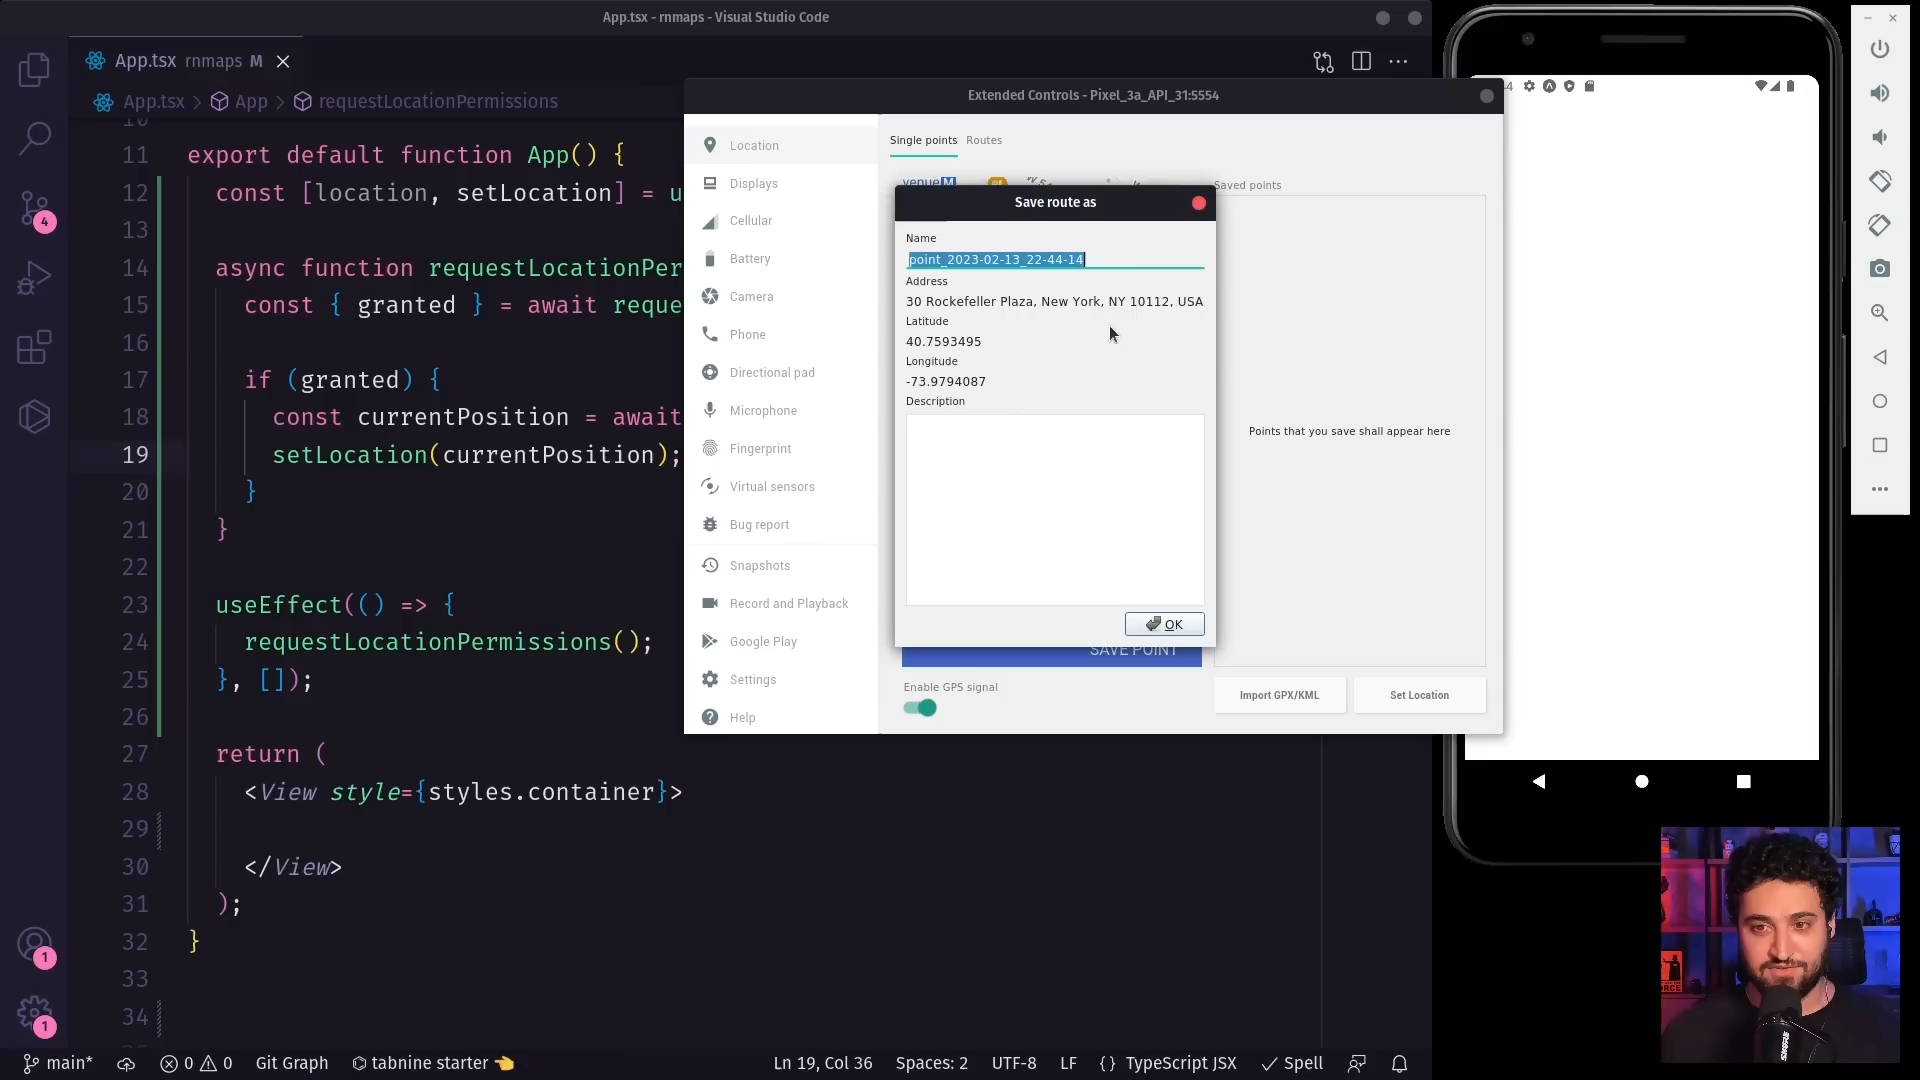 App.tsx - rnmaps - Visual Studio Code
App.tsx rnmaps M
App.tsx > App > requestLocationPermissions
10
11 export default function App() {
12 const [location, setLocation] = u
13
14 async function requestLocationPer
15 const { granted } = await reque
16
17 if (granted) {
18 const currentPosition = await
19 setLocation(currentPosition);
20 }
21 }
22
23 useEffect(() => {
24 requestLocationPermissions();
25 }, []);
26
27 return (
28 <View style={styles.container}>
29
30 </View>
31 );
32 }
33
34
4
1
1
Extended Controls - Pixel_3a_API_31:5554
Location
Displays
Cellular
Battery
Camera
Phone
Directional pad
Microphone
Fingerprint
Virtual sensors
Bug report
Snapshots
Record and Playback
Google Play
Settings
Help
Single points Routes
venueM
Saved points
Points that you save shall appear here
Save route as
Name
point_2023-02-13_22-44-14
Address
30 Rockefeller Plaza, New York, NY 10112, USA
Latitude
40.7593495
Longitude
-73.9794087
Description
OK
SAVE POINT
Enable GPS signal
Import GPX/KML
Set Location
4
main* 0 0 Git Graph tabnine starter Ln 19, Col 36 Spaces: 2 UTF-8 LF {} TypeScript JSX Spell